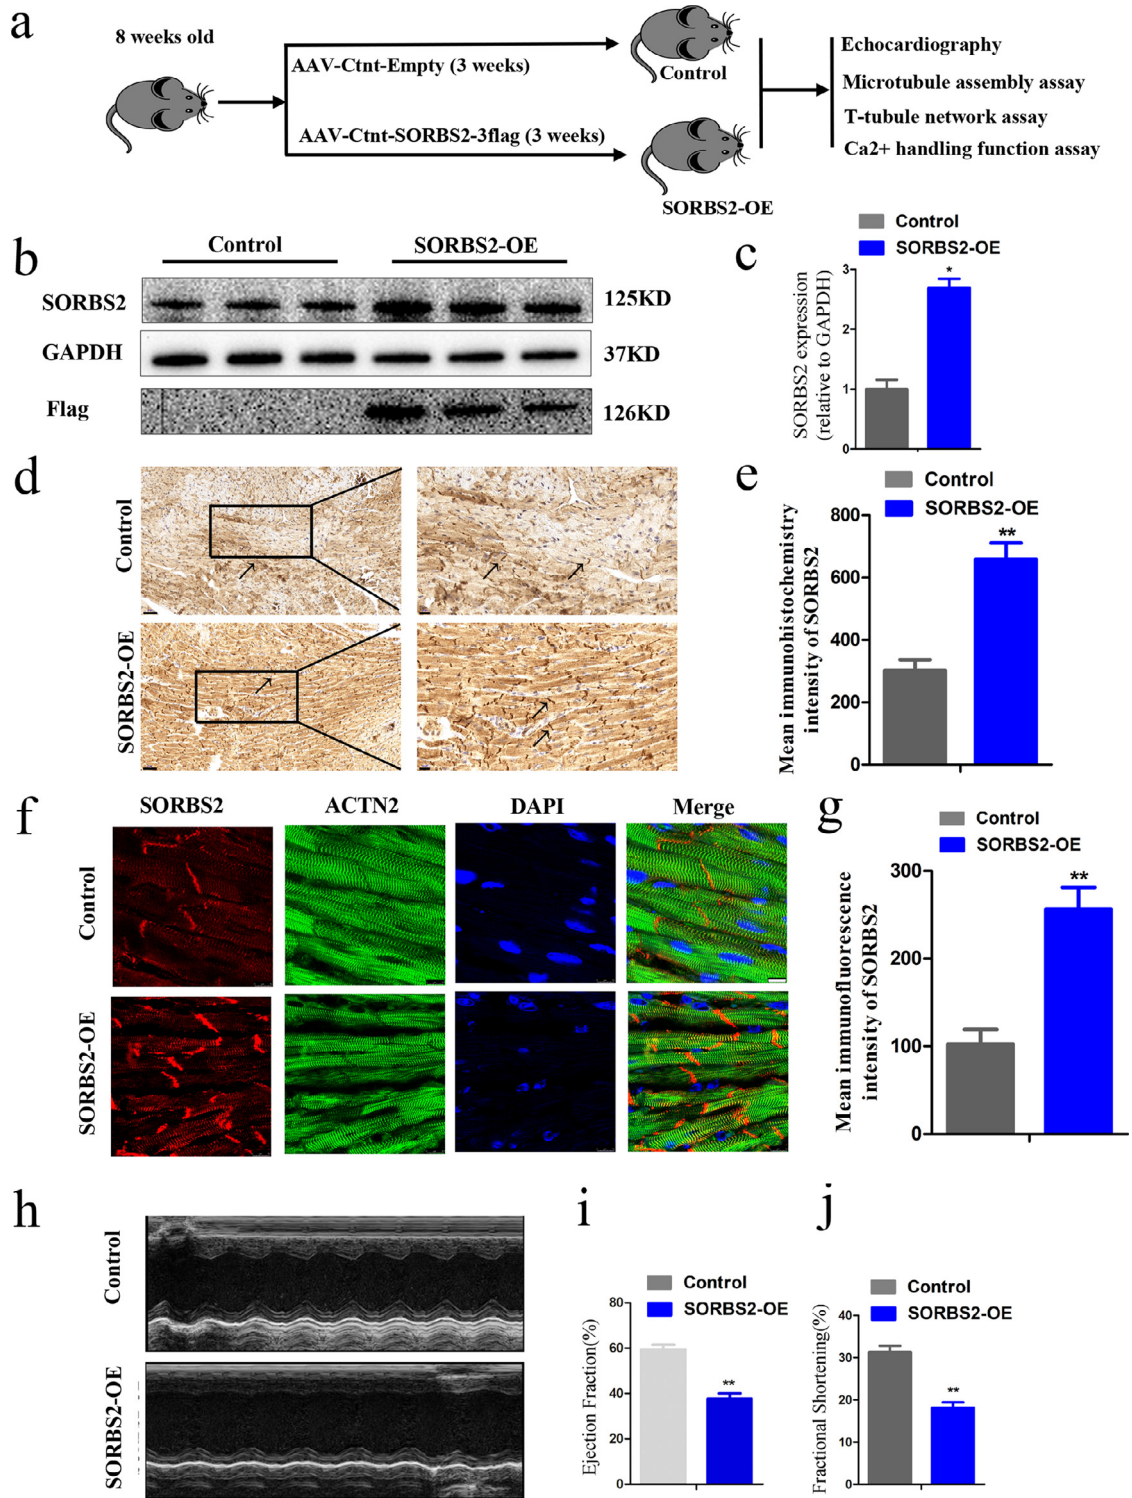 a
8 weeks old
AAV-Ctnt-Empty (3 weeks)
Control
AAV-Ctnt-SORBS2-3flag (3 weeks)
SORBS2-OE
Echocardiography
Microtubule assembly assay
T-tubule network assay
Ca2+ handling function assay
b
Control
SORBS2-OE
SORBS2
125KD
GAPDH
37KD
Flag
126KD
c
Control
SORBS2-OE
SORBS2 expression
(relative to GAPDH)
3
2
1
0
*
d
Control
SORBS2-OE
e
Control
SORBS2-OE
Mean immunohistochemistry
intensity of SORBS2
800
600
400
200
0
**
f
SORBS2
ACTN2
DAPI
Merge
Control
SORBS2-OE
g
Control
SORBS2-OE
Mean immunofluorescence
intensity of SORBS2
300
200
100
0
**
h
Control
SORBS2-OE
i
Control
SORBS2-OE
Ejection Fraction(%)
80
60
40
20
0
**
j
Control
SORBS2-OE
Fractional Shortening(%)
40
30
20
10
0
**